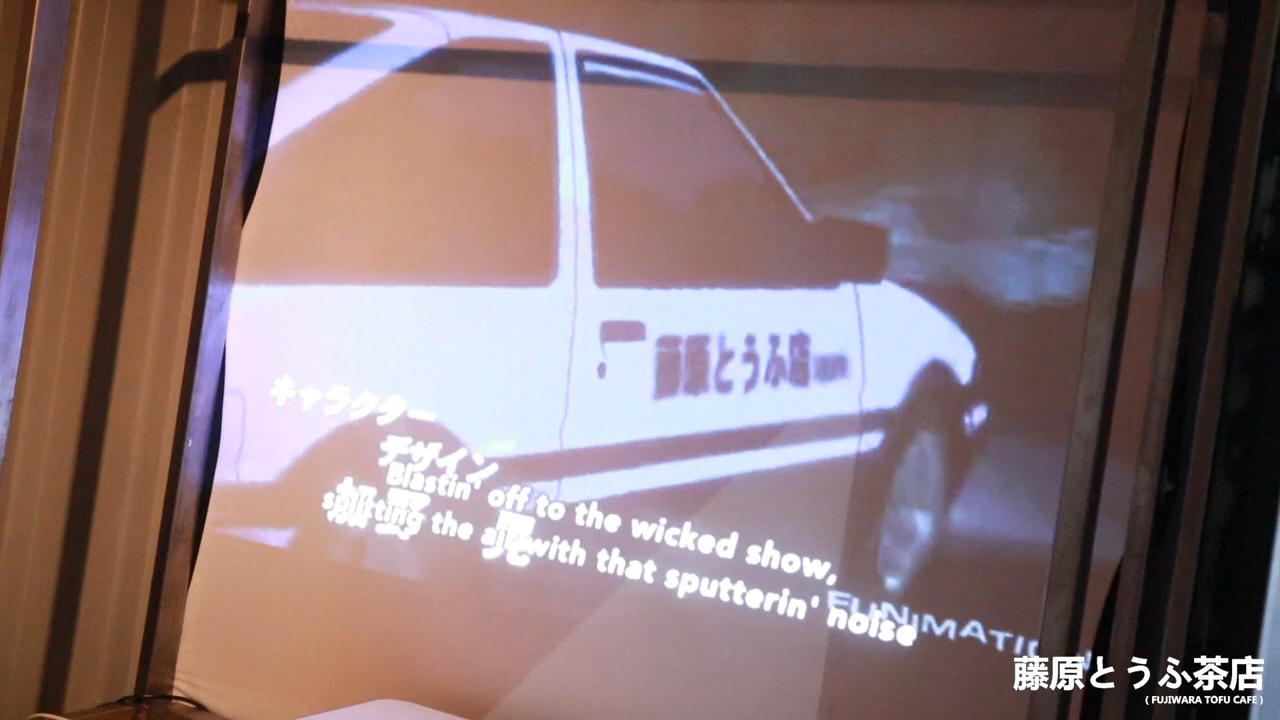 藤原とうふ店
キャラクター
デザイン
Blastin' off to the wicked show,
splitting the air with that sputterin' noise
FUNIMATION
藤原とうふ茶店
( FUJIWARA TOFU CAFE )